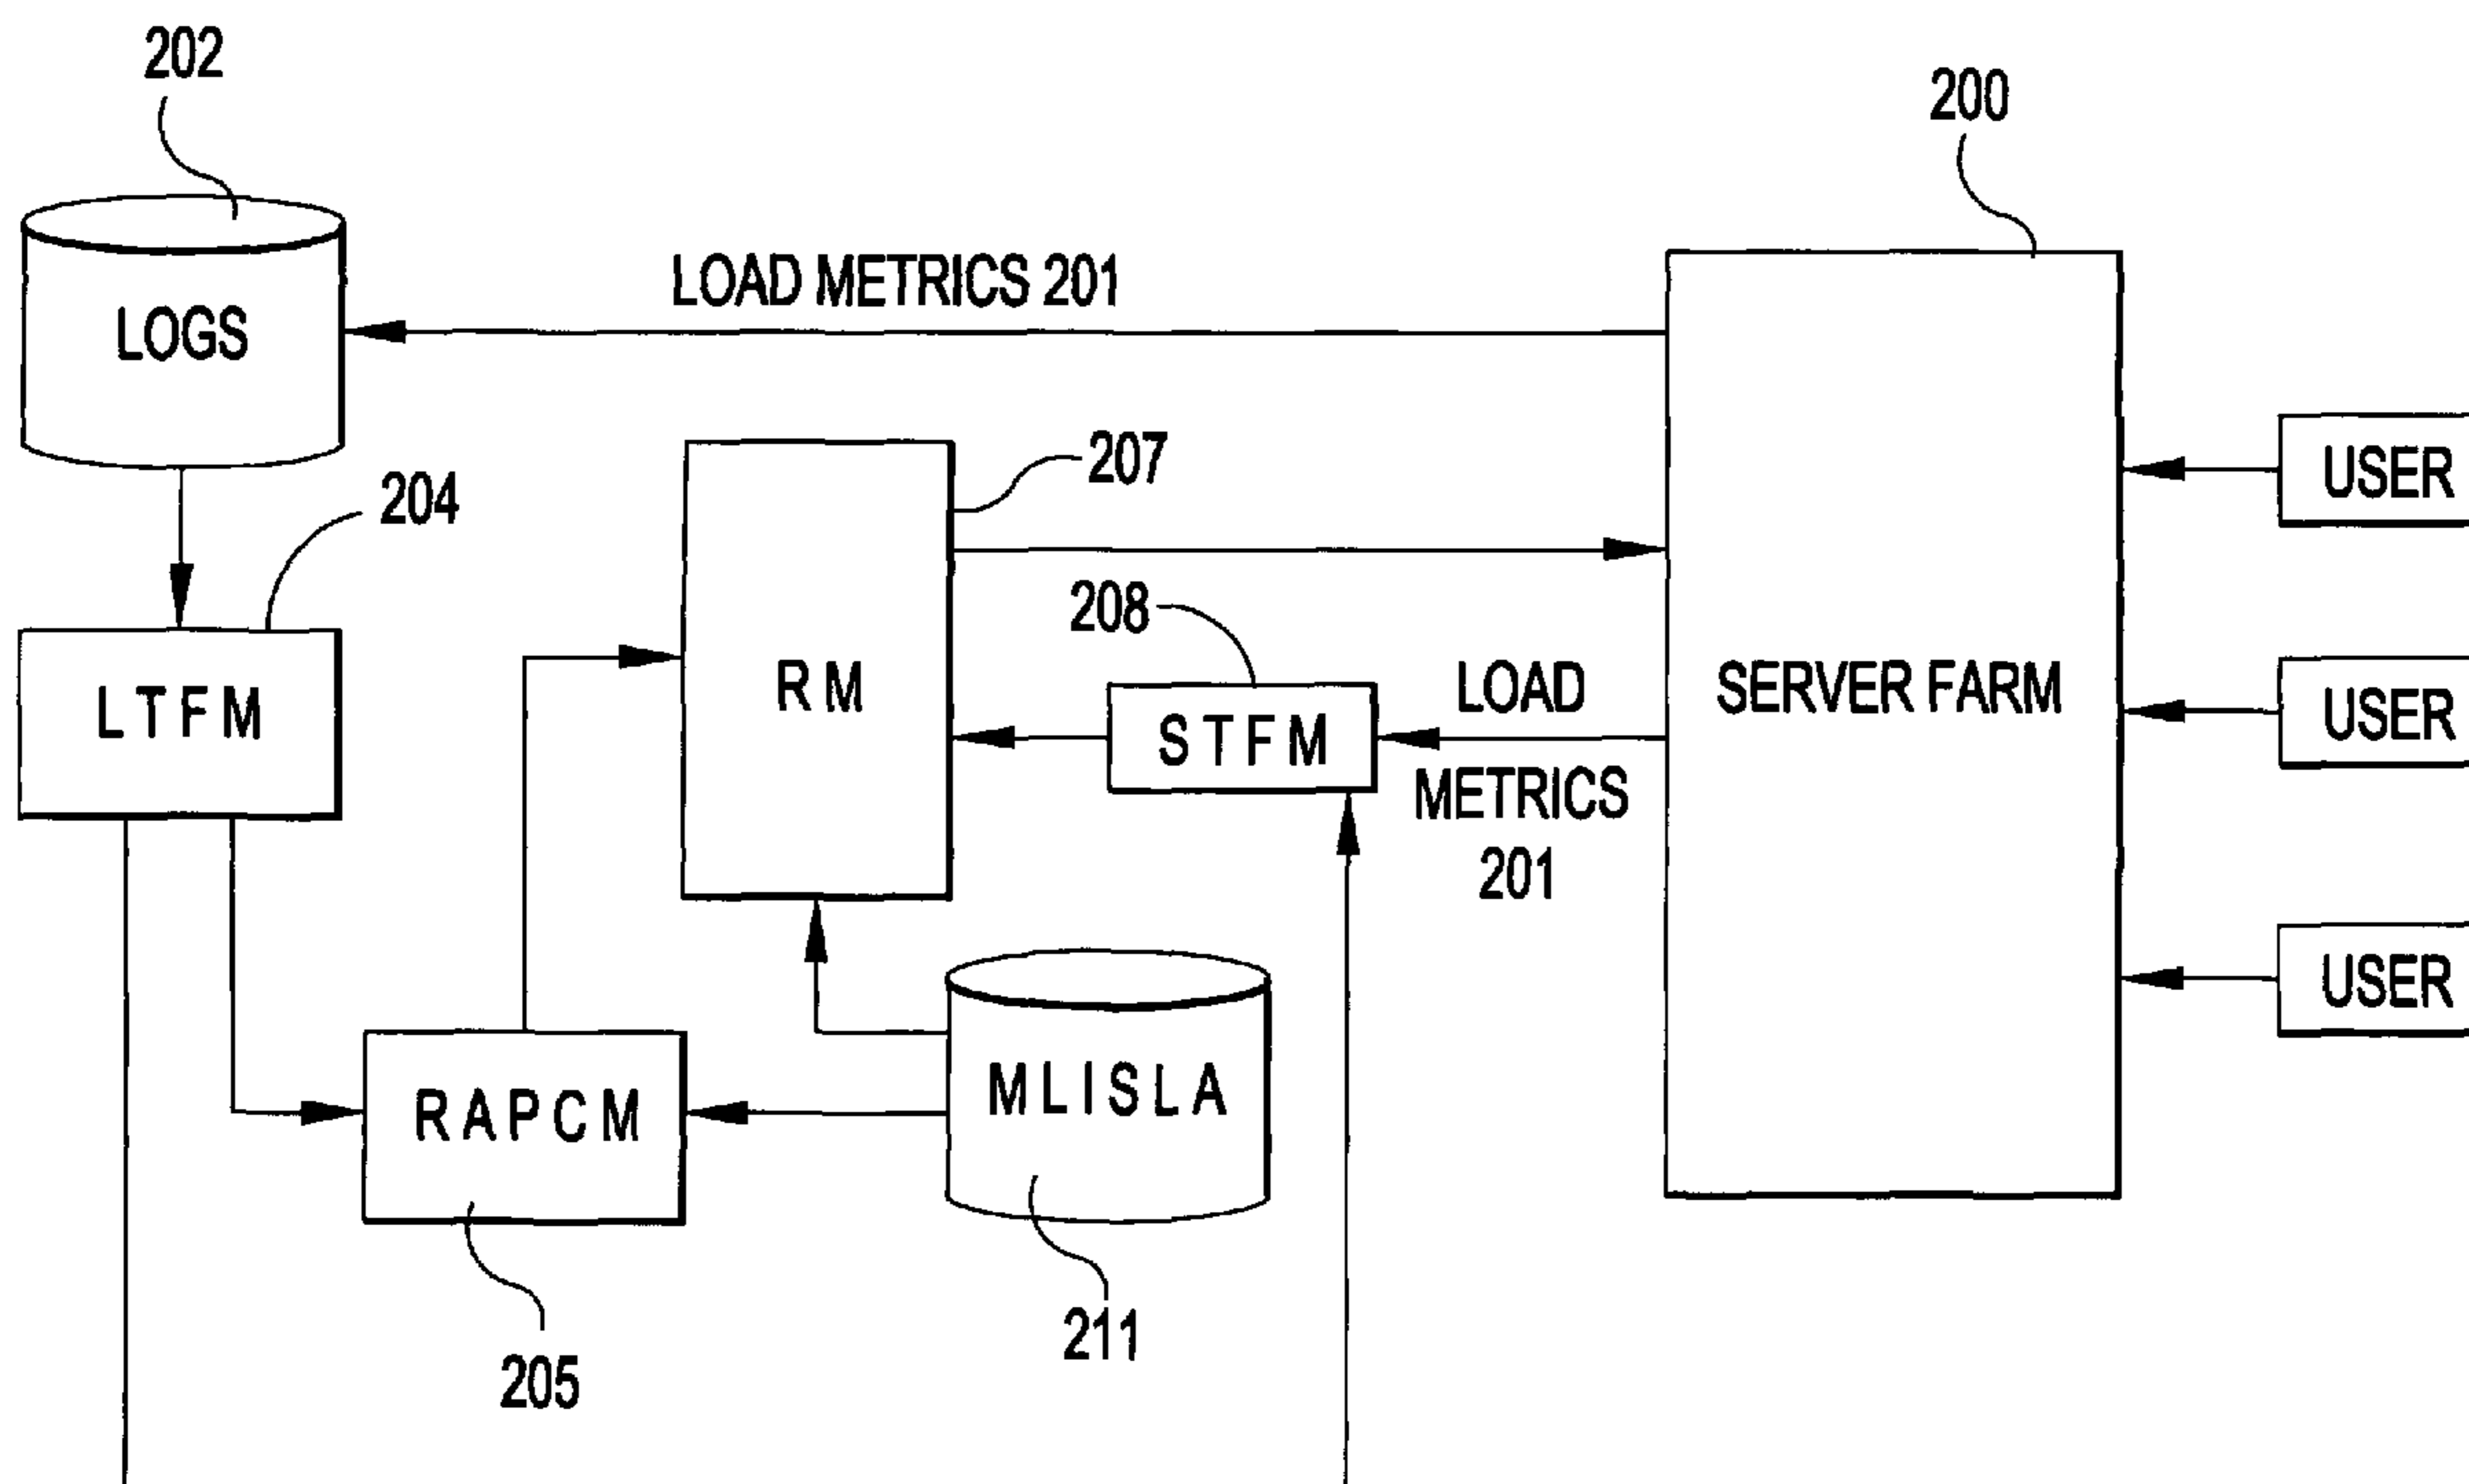 202
200
LOAD METRICS 201
LOGS
207
USER
204
208
RM
LOAD
SERVER FARM
USER
LTFM
STFM
METRICS
201
USER
MLISLA
RAPCM
211
205